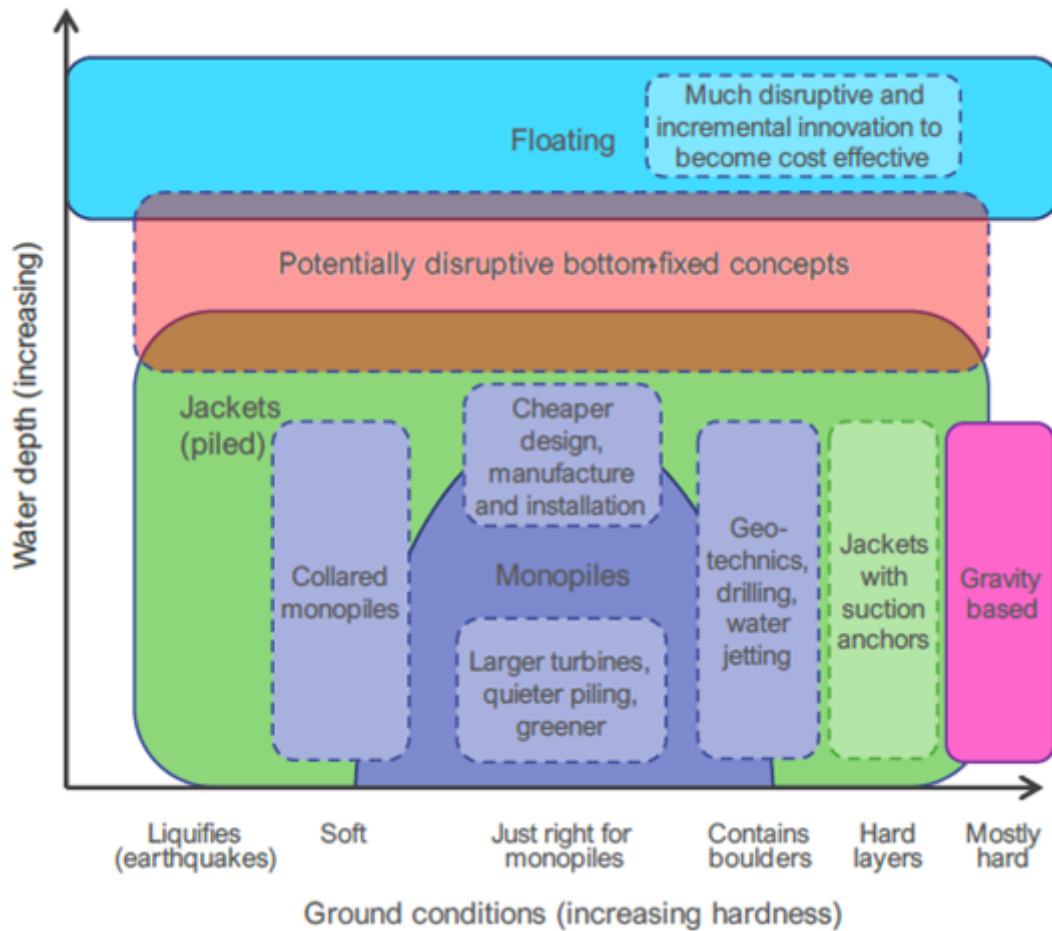 Much disruptive and
incremental innovation to
become cost effective
Floating
Potentially disruptive bottom-fixed concepts
Jackets
(piled)
Cheaper
design,
manufacture
and installation
Collared
monopiles
Monopiles
Larger turbines,
quieter piling,
greener
Geo-
technics,
drilling,
water
jetting
Jackets
with
suction
anchors
Gravity
based
Water depth (increasing)
Liquifies
(earthquakes)
Soft
Just right for
monopiles
Contains
boulders
Hard
layers
Mostly
hard
Ground conditions (increasing hardness)